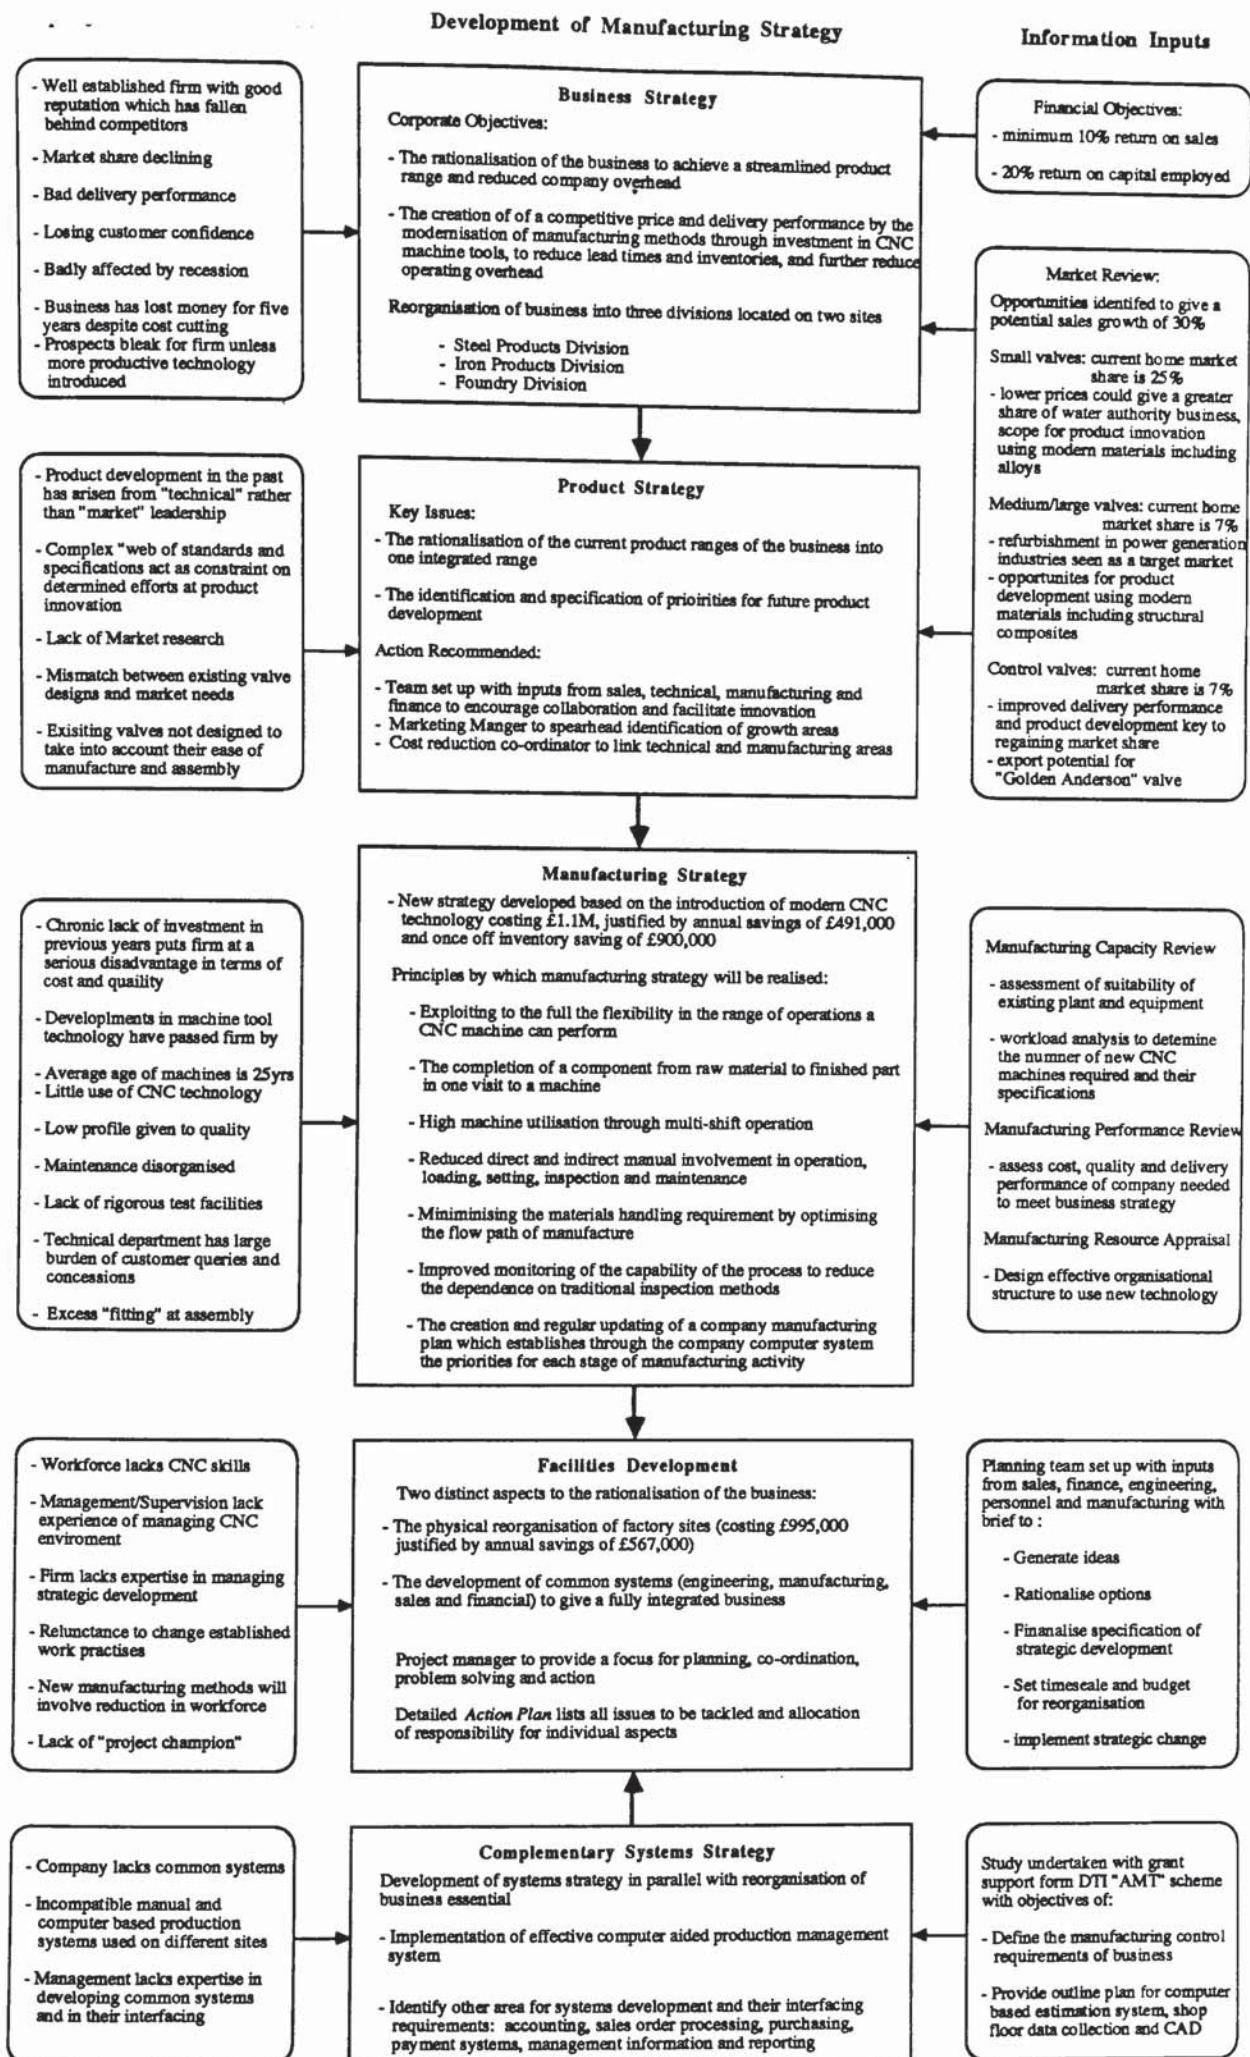 Development of Manufacturing Strategy
Information Inputs
- Well established firm with good
reputation which has fallen
behind competitors
- Market share declining
- Bad delivery performance
- Losing customer confidence
- Badly affected by recession
- Business has lost money for five
years despite cost cutting
- Prospects bleak for firm unless
more productive technology
introduced
Business Strategy
Corporate Objectives:
- The rationalisation of the business to achieve a streamlined product
range and reduced company overhead
- The creation of of a competitive price and delivery performance by the
modernisation of manufacturing methods through investment in CNC
machine tools, to reduce lead times and inventories, and further reduce
operating overhead
Reorganisation of business into three divisions located on two sites
- Steel Products Division
- Iron Products Division
- Foundry Division
Financial Objectives:
- minimum 10% return on sales
- 20% return on capital employed
Market Review:
Opportunities identifed to give a
potential sales growth of 30%
Small valves: current home market
share is 25%
- lower prices could give a greater
share of water authority business,
scope for product innovation
using modern materials including
alloys
Medium/large valves: current home
market share is 7%
- refurbishment in power generation
industries seen as a target market
- opportunites for product
development using modern
materials including structural
composites
Control valves: current home
market share is 7%
- improved delivery performance
and product development key to
regaining market share
- export potential for
"Golden Anderson" valve
- Product development in the past
has arisen from "technical" rather
than "market" leadership
- Complex "web of standards and
specifications act as constraint on
determined efforts at product
innovation
- Lack of Market research
- Mismatch between existing valve
designs and market needs
- Exisiting valves not designed to
take into account their ease of
manufacture and assembly
Product Strategy
Key Issues:
- The rationalisation of the current product ranges of the business into
one integrated range
- The identification and specification of prioirities for future product
development
Action Recommended:
- Team set up with inputs from sales, technical, manufacturing and
finance to encourage collaboration and facilitate innovation
- Marketing Manger to spearhead identification of growth areas
- Cost reduction co-ordinator to link technical and manufacturing areas
- Chronic lack of investment in
previous years puts firm at a
serious disadvantage in terms of
cost and quaility
- Developlments in machine tool
technology have passed firm by
- Average age of machines is 25yrs
- Little use of CNC technology
- Low profile given to quality
- Maintenance disorganised
- Lack of rigorous test facilities
- Technical department has large
burden of customer queries and
concessions
- Excess "fitting" at assembly
Manufacturing Strategy
- New strategy developed based on the introduction of modern CNC
technology costing £1.1M, justified by annual savings of £491,000
and once off inventory saving of £900,000
Principles by which manufacturing strategy will be realised:
- Exploiting to the full the flexibility in the range of operations a
CNC machine can perform
- The completion of a component from raw material to finished part
in one visit to a machine
- High machine utilisation through multi-shift operation
- Reduced direct and indirect manual involvement in operation,
loading, setting, inspection and maintenance
- Miniminising the materials handling requirement by optimising
the flow path of manufacture
- Improved monitoring of the capability of the process to reduce
the dependence on traditional inspection methods
- The creation and regular updating of a company manufacturing
plan which establishes through the company computer system
the priorities for each stage of manufacturing activity
Manufacturing Capacity Review
- assessment of suitability of
existing plant and equipment
- workload analysis to detemine
the numner of new CNC
machines required and their
specifications
Manufacturing Performance Review
- assess cost, quality and delivery
performance of company needed
to meet business strategy
Manufacturing Resource Appraisal
- Design effective organisational
structure to use new technology
- Workforce lacks CNC skills
- Management/Supervision lack
experience of managing CNC
enviroment
- Firm lacks expertise in managing
strategic development
- Relunctance to change established
work practises
- New manufacturing methods will
involve reduction in workforce
- Lack of "project champion"
Facilities Development
Two distinct aspects to the rationalisation of the business:
- The physical reorganisation of factory sites (costing £995,000
justified by annual savings of £567,000)
- The development of common systems (engineering, manufacturing,
sales and financial) to give a fully integrated business
Project manager to provide a focus for planning, co-ordination,
problem solving and action
Detailed Action Plan lists all issues to be tackled and allocation
of responsibility for individual aspects
Planning team set up with inputs
from sales, finance, engineering,
personnel and manufacturing with
brief to :
- Generate ideas
- Rationalise options
- Finanalise specification of
strategic development
- Set timescale and budget
for reorganisation
- implement strategic change
- Company lacks common systems
- Incompatible manual and
computer based production
systems used on different sites
- Management lacks expertise in
developing common systems
and in their interfacing
Complementary Systems Strategy
Development of systems strategy in parallel with reorganisation of
business essential
- Implementation of effective computer aided production management
system
- Identify other area for systems development and their interfacing
requirements: accounting, sales order processing, purchasing,
payment systems, management information and reporting
Study undertaken with grant
support form DTI "AMT" scheme
with objectives of:
- Define the manufacturing control
requirements of business
- Provide outline plan for computer
based estimation system, shop
floor data collection and CAD